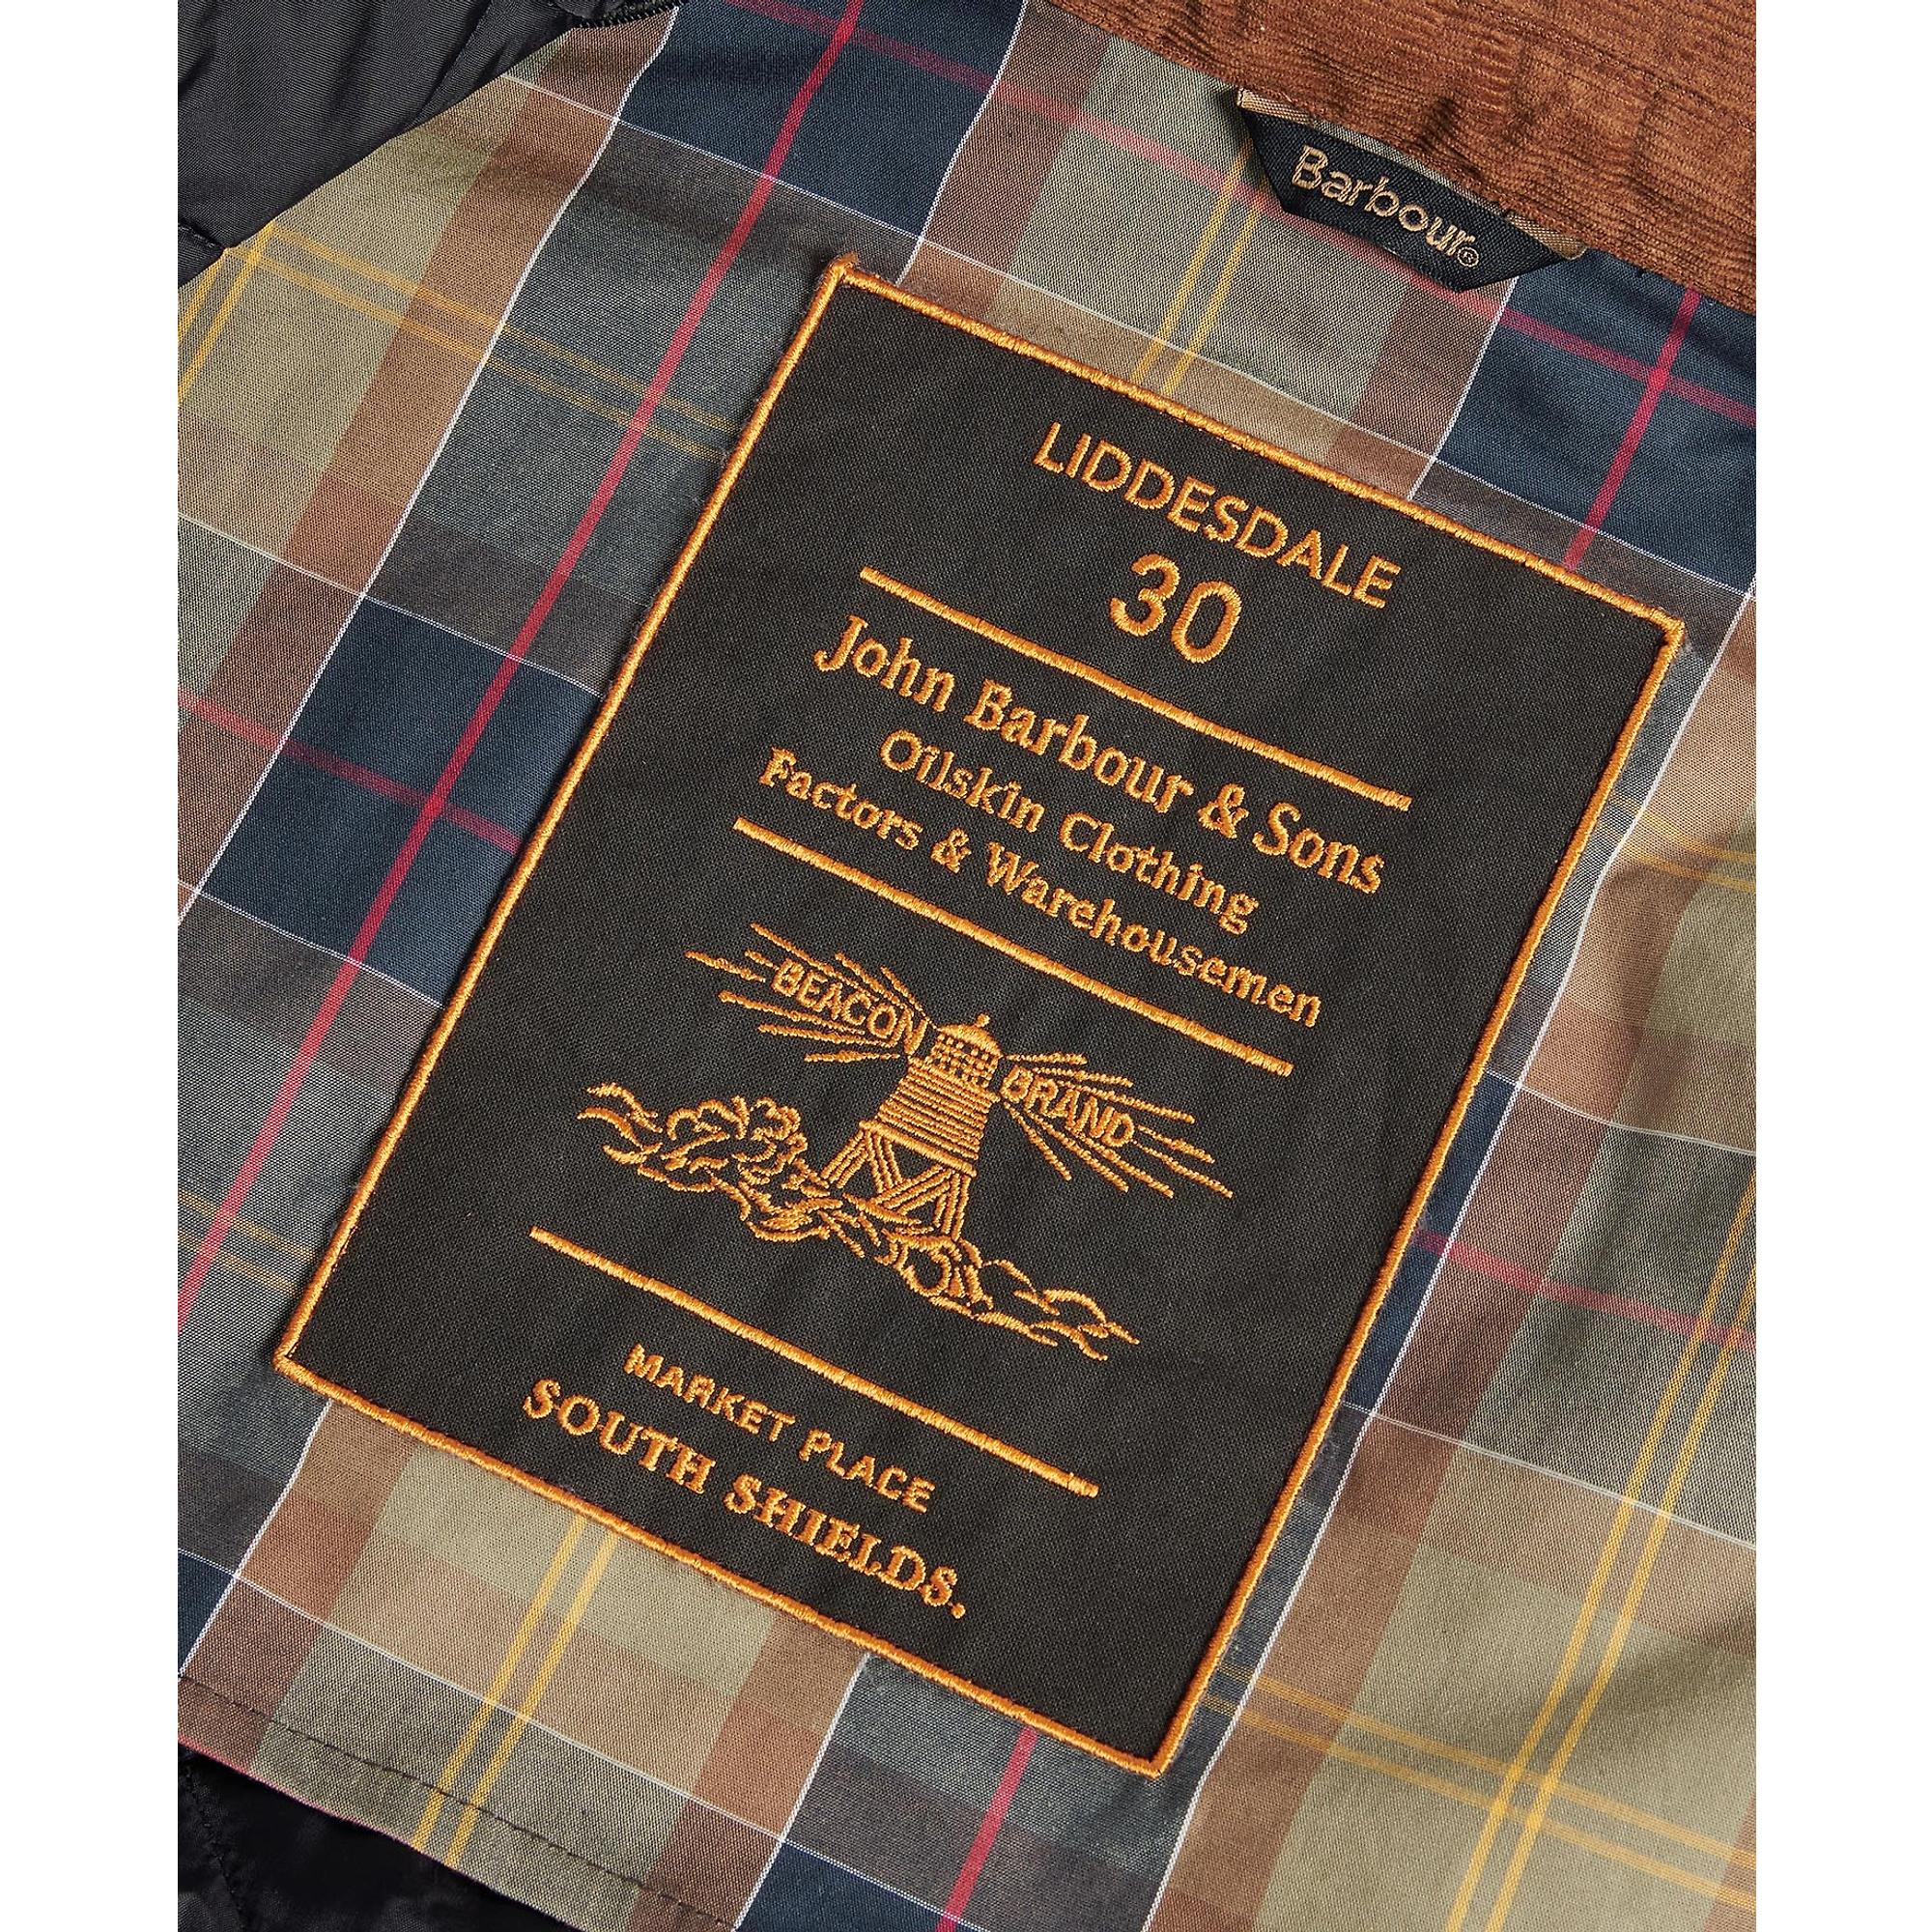 Barbour®
LIDDESDALE
30
John Barbour & Sons
Oilskin Clothing
Factors & Warehousemen
BEACON BRAND
MARKET PLACE
SOUTH SHIELDS.